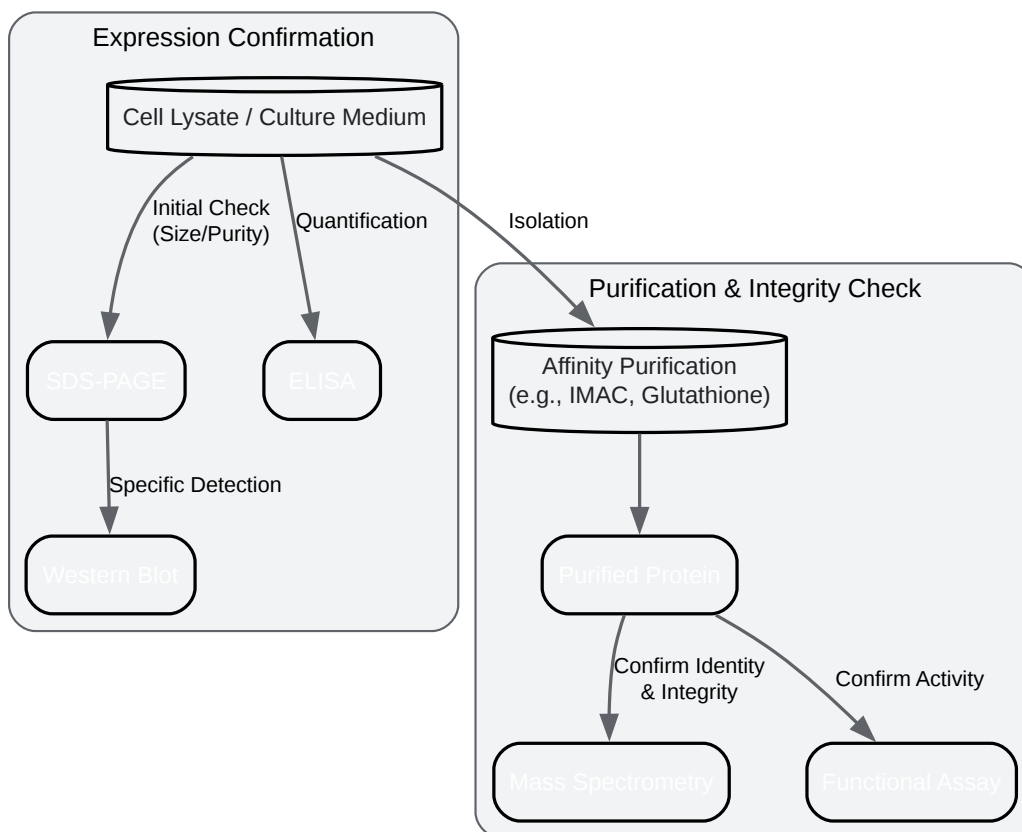 Expression Confirmation
Cell Lysate / Culture Medium
Initial Check
(Size/Purity)
Quantification
Isolation
SDS-PAGE
ELISA
Specific Detection
Western Blot
Purification & Integrity Check
Affinity Purification
(e.g., IMAC, Glutathione)
Purified Protein
Confirm Identity
& Integrity
Confirm Activity
Mass Spectrometry
Functional Assay